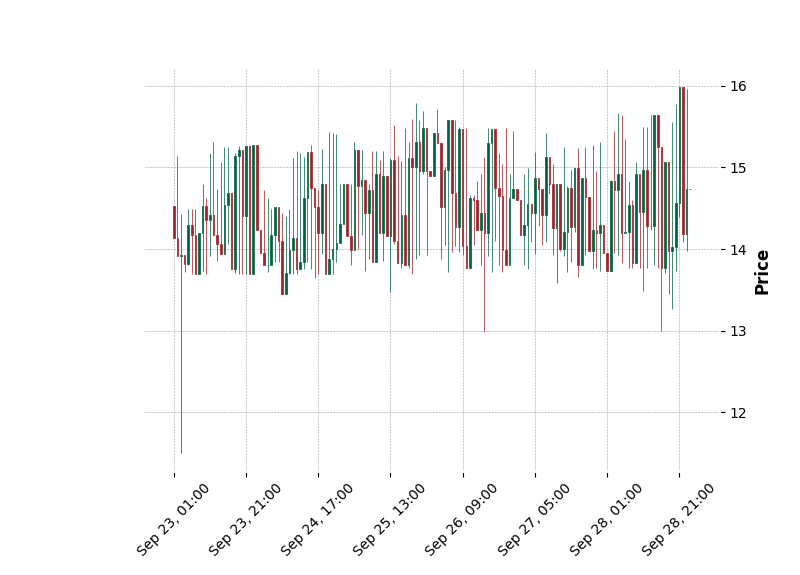 16
15
14
13
12
Price
Sep 23, 01:00
Sep 23, 21:00
Sep 24, 17:00
Sep 25, 13:00
Sep 26, 09:00
Sep 27, 05:00
Sep 28, 01:00
Sep 28, 21:00